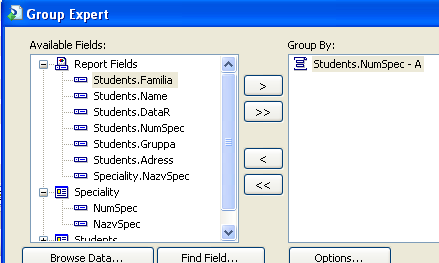 Group Expert
Available Fields:
Group By:
Report Fields
Students.Familia
Students.Name
Students.DataR
Students.NumSpec
Students.Gruppa
Students.Adress
Speciality.NazvSpec
Speciality
NumSpec
NazvSpec
Students
>
>>
<
<<
Students.NumSpec - A
Browse Data...
Find Field...
Options...